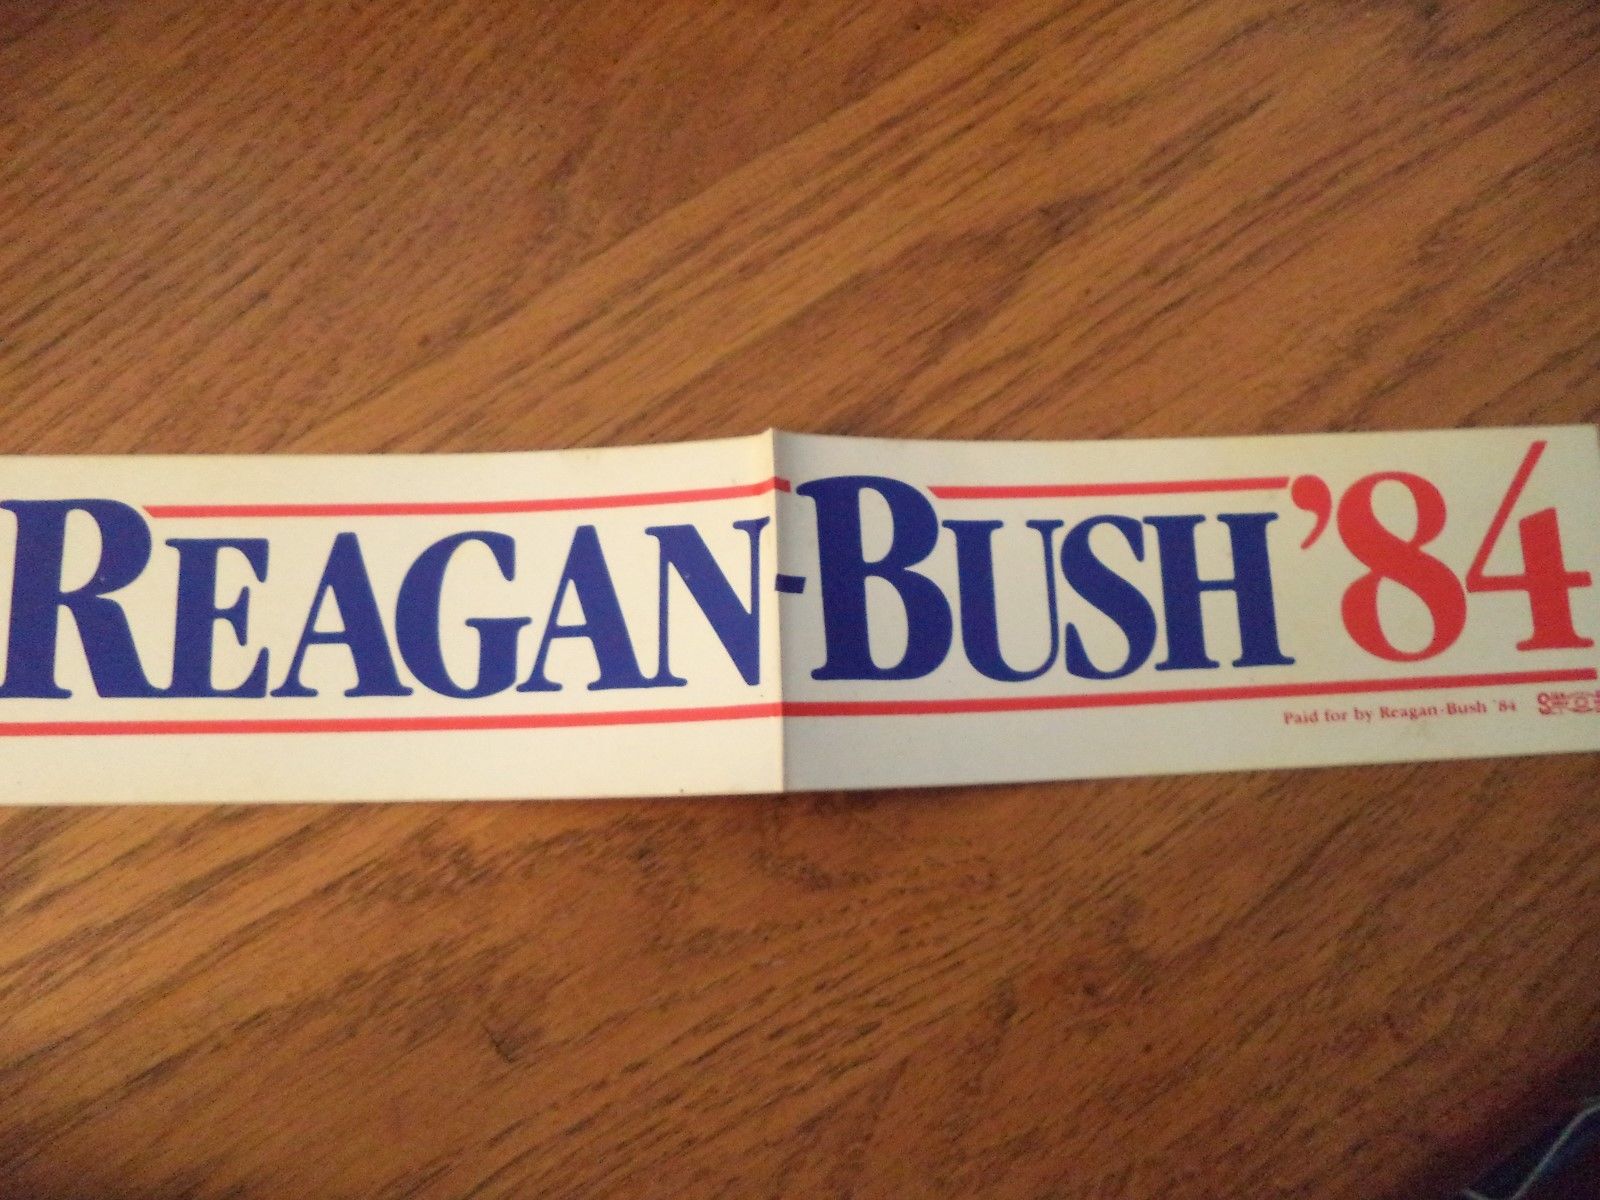 REAGAN-BUSH '84
Paid for by Reagan-Bush '84